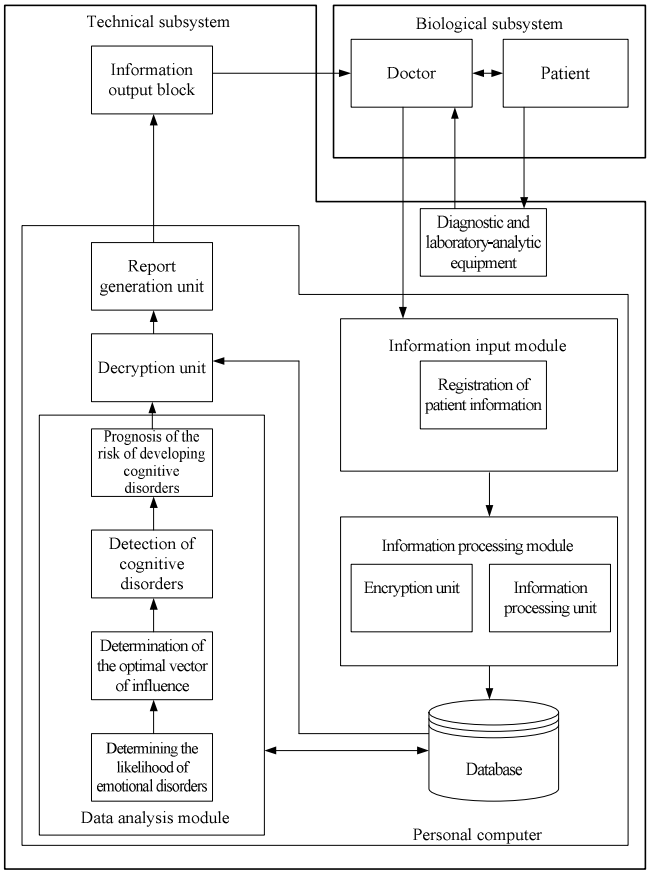 Technical subsystem
Biological subsystem
Information
output block
Doctor
Patient
Diagnostic and
laboratory-analytic
equipment
Report
generation unit
Decryption unit
Information input module
Registration of
patient information
Prognosis of the
risk of developing
cognitive
disorders
Detection of
cognitive
disorders
Information processing module
Encryption unit
Information
processing unit
Determination of
the optimal vector
of influence
Determining the
likelihood of
emotional disorders
Data analysis module
Database
Personal computer